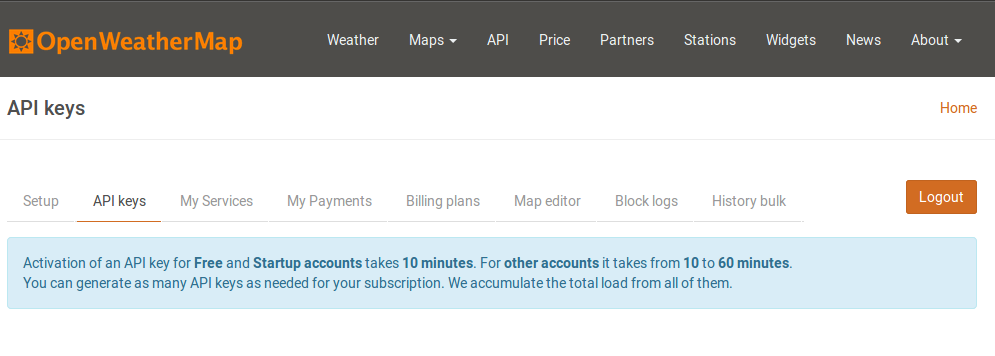 OpenWeatherMap
Weather Maps API Price Partners Stations Widgets News About
API keys
Home
Setup API keys My Services My Payments Billing plans Map editor Block logs History bulk
Logout
Activation of an API key for Free and Startup accounts takes 10 minutes. For other accounts it takes from 10 to 60 minutes.
You can generate as many API keys as needed for your subscription. We accumulate the total load from all of them.